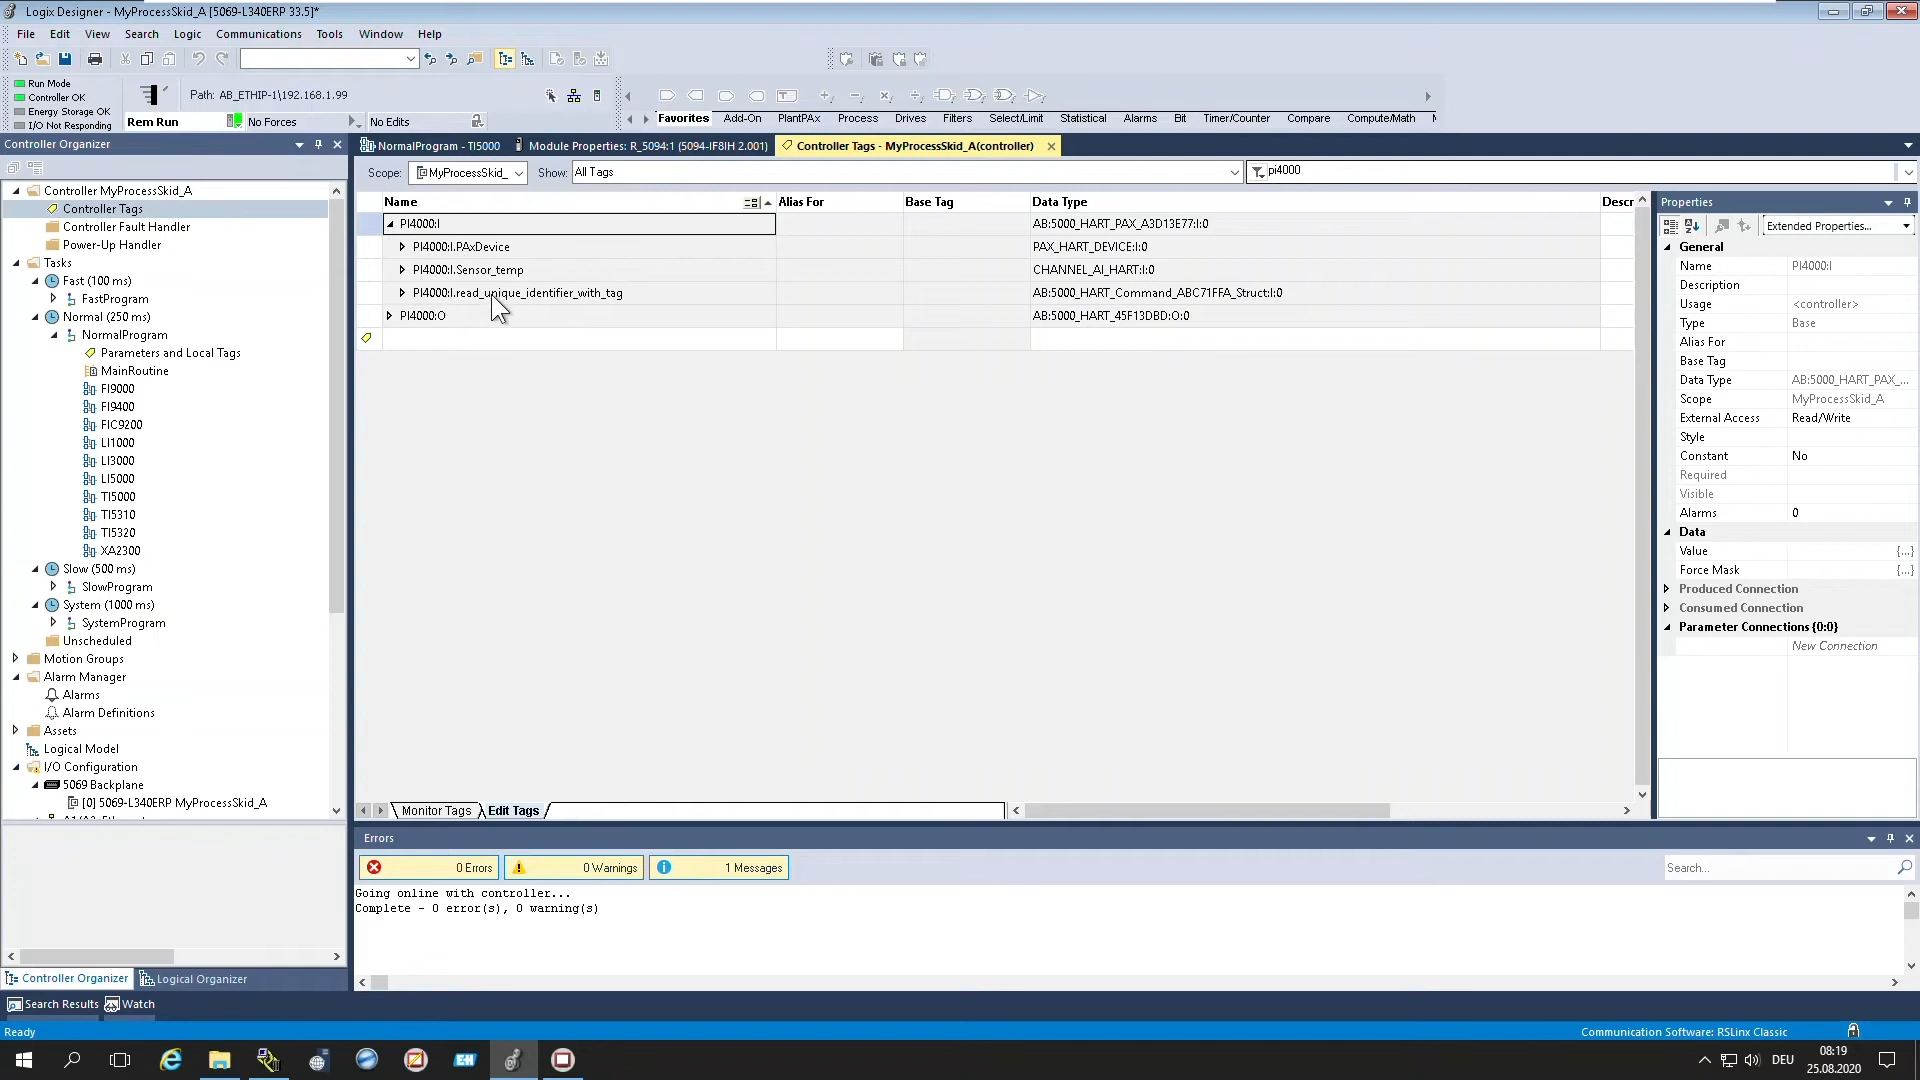 Logix Designer - MyProcessSkid_A [5069-L340ERP 33.5]*
File Edit View Search Logic Communications Tools Window Help
Run Mode
Controller OK
Energy Storage OK
I/O Not Responding
Path: AB_ETHIP-1\192.168.1.99
Rem Run No Forces No Edits
Favorites Add-On PlantPAx Process Drives Filters Select/Limit Statistical Alarms Bit Timer/Counter Compare Compute/Math
Controller Organizer
NormalProgram - TI5000 Module Properties: R_5094:1 (5094-IF8IH 2.001) Controller Tags - MyProcessSkid_A(controller)
Scope: MyProcessSkid_ Show: All Tags pi4000
Name Alias For Base Tag Data Type Descr
PI4000:I AB:5000_HART_PAX_A3D13E77:I:0
PI4000:I.PAxDevice PAX_HART_DEVICE:I:0
PI4000:I.Sensor_temp CHANNEL_AI_HART:I:0
PI4000:I.read_unique_identifier_with_tag AB:5000_HART_Command_ABC71FFA_Struct:I:0
PI4000:O AB:5000_HART_45F13DBD:O:0
Controller MyProcessSkid_A
Controller Tags
Controller Fault Handler
Power-Up Handler
Tasks
Fast (100 ms)
FastProgram
Normal (250 ms)
NormalProgram
Parameters and Local Tags
MainRoutine
FI9000
FI9400
FIC9200
LI1000
LI3000
LI5000
TI5000
TI5310
TI5320
XA2300
Slow (500 ms)
SlowProgram
System (1000 ms)
SystemProgram
Unscheduled
Motion Groups
Alarm Manager
Alarms
Alarm Definitions
Assets
Logical Model
I/O Configuration
5069 Backplane
[0] 5069-L340ERP MyProcessSkid_A
Controller Organizer Logical Organizer
Properties
Extended Properties...
General
Name PI4000:I
Description
Usage <controller>
Type Base
Alias For
Base Tag
Data Type AB:5000_HART_PAX_...
Scope MyProcessSkid_A
External Access Read/Write
Style
Constant No
Required
Visible
Alarms 0
Data
Value {...}
Force Mask {...}
Produced Connection
Consumed Connection
Parameter Connections {0:0}
New Connection
Monitor Tags Edit Tags
Errors
0 Errors 0 Warnings 1 Messages Search...
Going online with controller...
Complete - 0 error(s), 0 warning(s)
Search Results Watch
Ready Communication Software: RSLinx Classic
DEU 08:19
25.08.2020